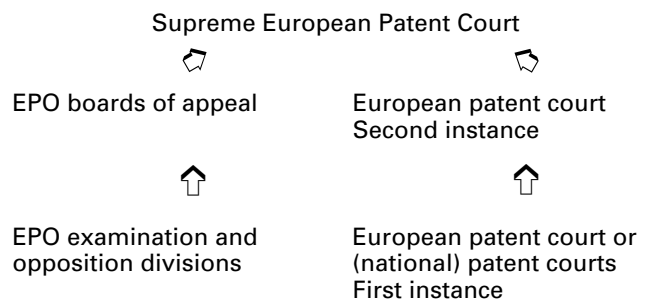 Supreme European Patent Court
EPO boards of appeal
European patent court
Second instance
EPO examination and
opposition divisions
European patent court or
(national) patent courts
First instance